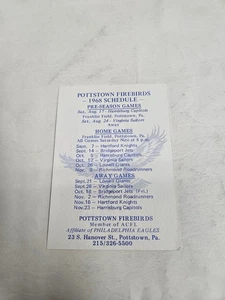 POTTSTOWN FIREBIRDS
- 1968 SCHEDULE -
PRE-SEASON GAMES
Sat. Aug. 17 - Harrisburg Capitols
Franklin Field, Pottstown, Pa.
Sat. Aug. 24 - Virginia Sailors
Away
HOME GAMES
Franklin Field, Pottstown, Pa.
All Games Saturday Nite at 8 p.m.
Sept. 7 - Hartford Knights
Sept. 14 - Bridgeport Jets
Oct. 5 - Harrisburg Capitols
Oct. 12 - Virginia Sailors
Oct. 26 - Lowell Giants
Nov. 9 - Richmond Roadrunners
AWAY GAMES
Sept. 21 - Lowell Giants
Sept. - Virginia Sailors
Oct. - Bridgeport Jets
Nov. 2 - Richmond Roadrunners
Nov. 16 - Hartford Knights
Nov. 23 - Harrisburg Capitols
POTTSTOWN FIREBIRDS
Member of ACFL
Affiliate of PHILADELPHIA EAGLES
23 S. Hanover St., Pottstown, Pa.
215/326-5500